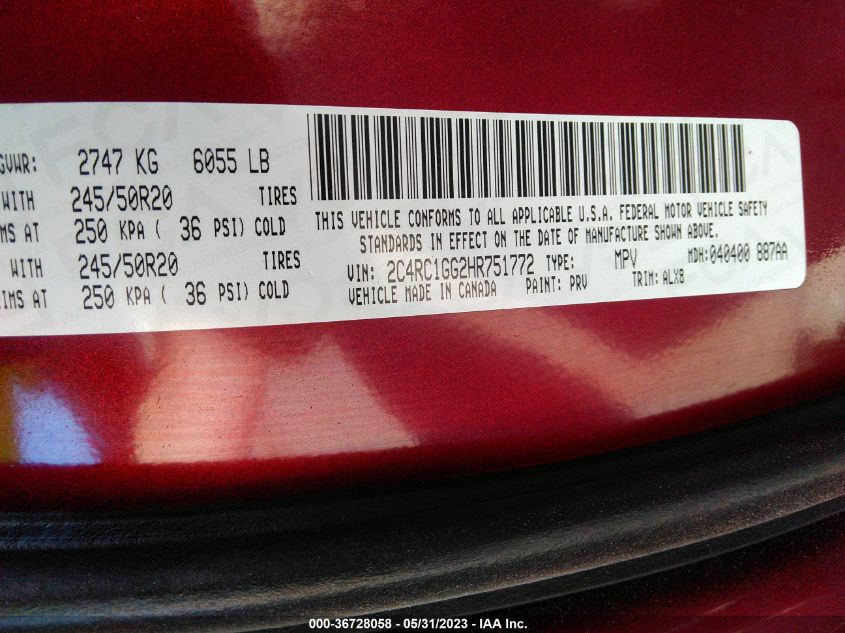 GVWR: 2747 KG 6055 LB
WITH 245/50R20 TIRES
IMS AT 250 KPA ( 36 PSI) COLD
245/50R20 TIRES
IMS AT 250 KPA ( 36 PSI) COLD
THIS VEHICLE CONFORMS TO ALL APPLICABLE U.S.A. FEDERAL MOTOR VEHICLE SAFETY
STANDARDS IN EFFECT ON THE DATE OF MANUFACTURE SHOWN ABOVE.
VIN: 2C4RC1GG2HR751772 TYPE: MPV MDH:040400 887AA
VEHICLE MADE IN CANADA PAINT: PRV TRIM: ALX8
000-36728058 - 05/31/2023 - IAA Inc.